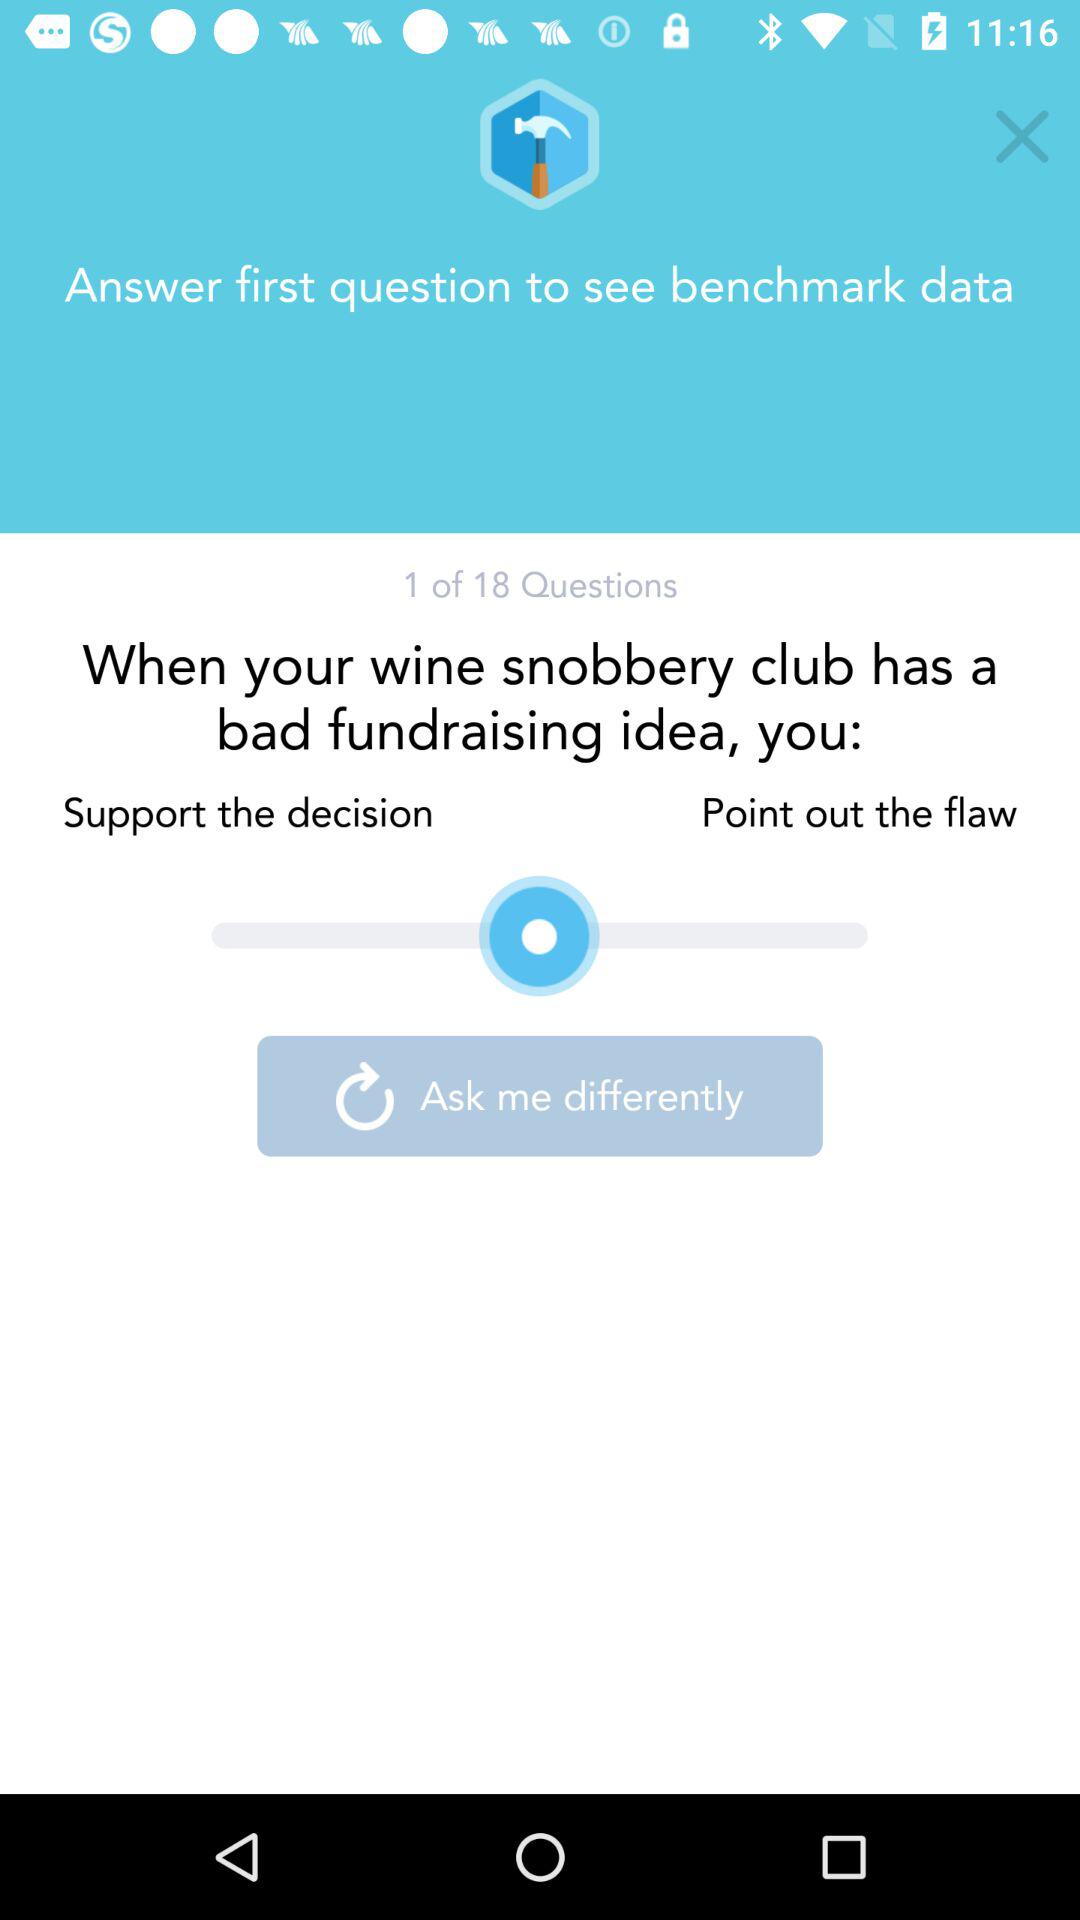 11:16
Answer first question to see benchmark data
1 of 18 Questions
When your wine snobbery club has a
bad fundraising idea, you:
Support the decision
Point out the flaw
Ask me differently